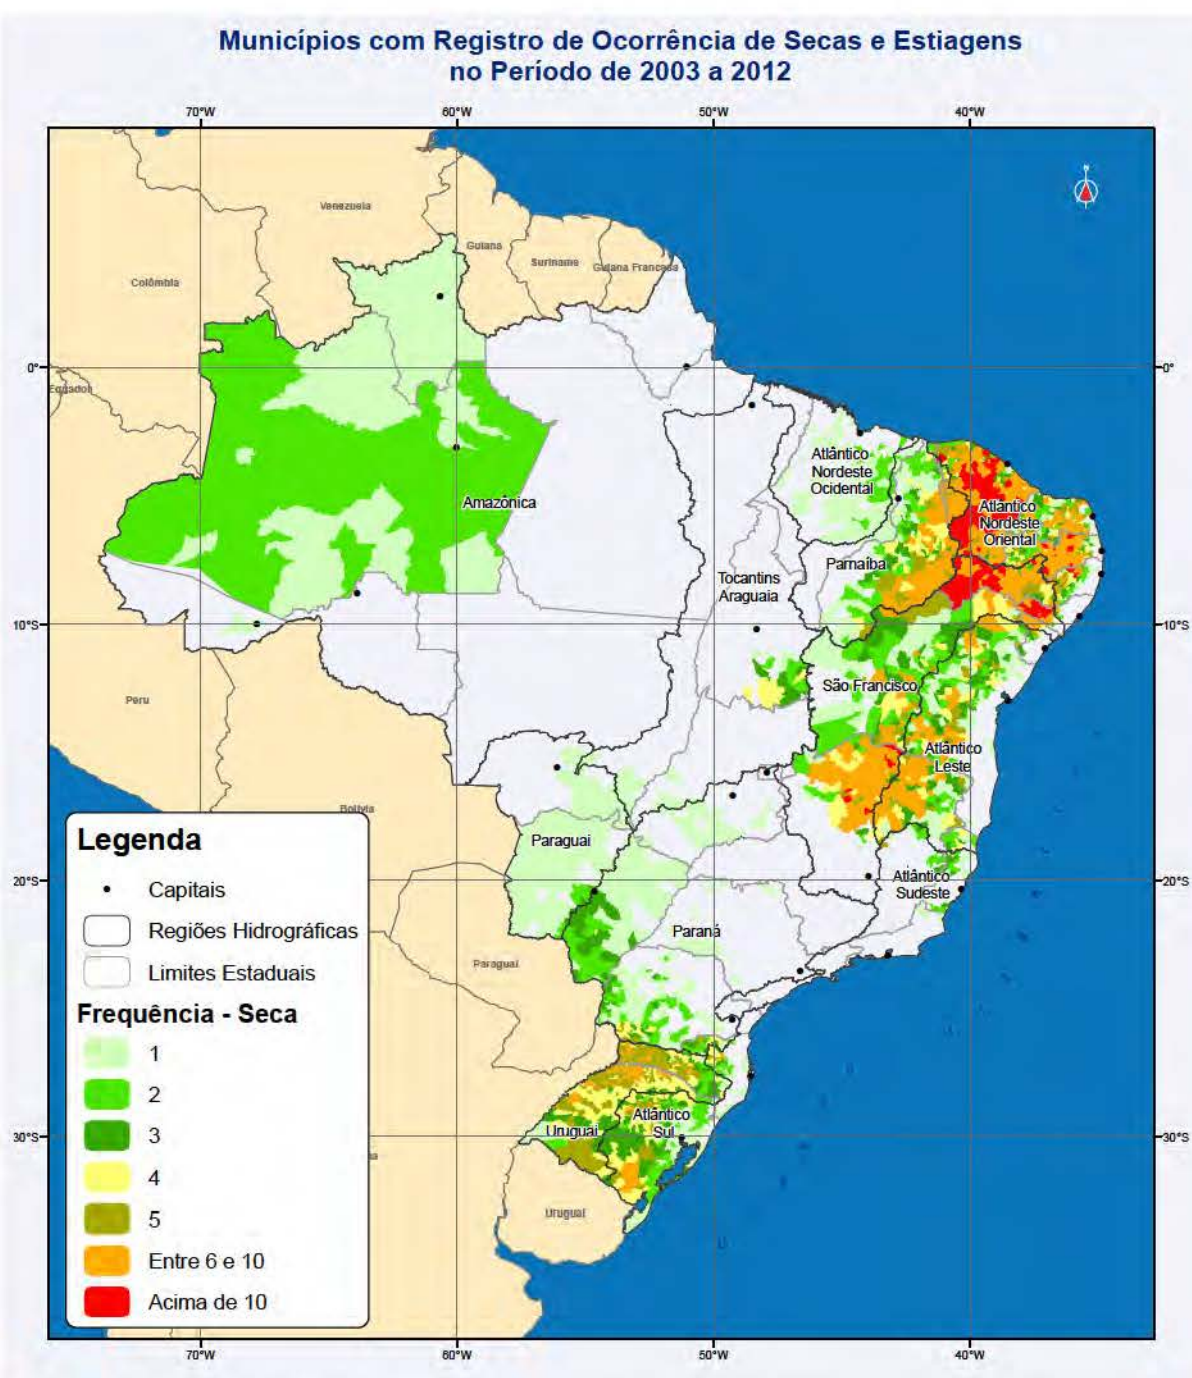 Municípios com Registro de Ocorrência de Secas e Estiagens
no Período de 2003 a 2012
70°W
60°W
50°W
40°W
Venezuela
Guiana
Suriname
Guiana Francesa
Colômbia
0°
0°
Equador
Atlântico
Nordeste
Ocidental
Amazônica
Atlântico
Nordeste
Oriental
Parnaíba
Tocantins
Araguaia
10°S
10°S
Peru
São Francisco
Atlântico
Leste
Bolívia
Paraguai
20°S
20°S
Atlântico
Sudeste
Paraná
Paraguai
Atlântico
Sul
Uruguai
30°S
30°S
Uruguai
Legenda
Capitais
Regiões Hidrográficas
Limites Estaduais
Frequência - Seca
1
2
3
4
5
Entre 6 e 10
Acima de 10
70°W
60°W
50°W
40°W